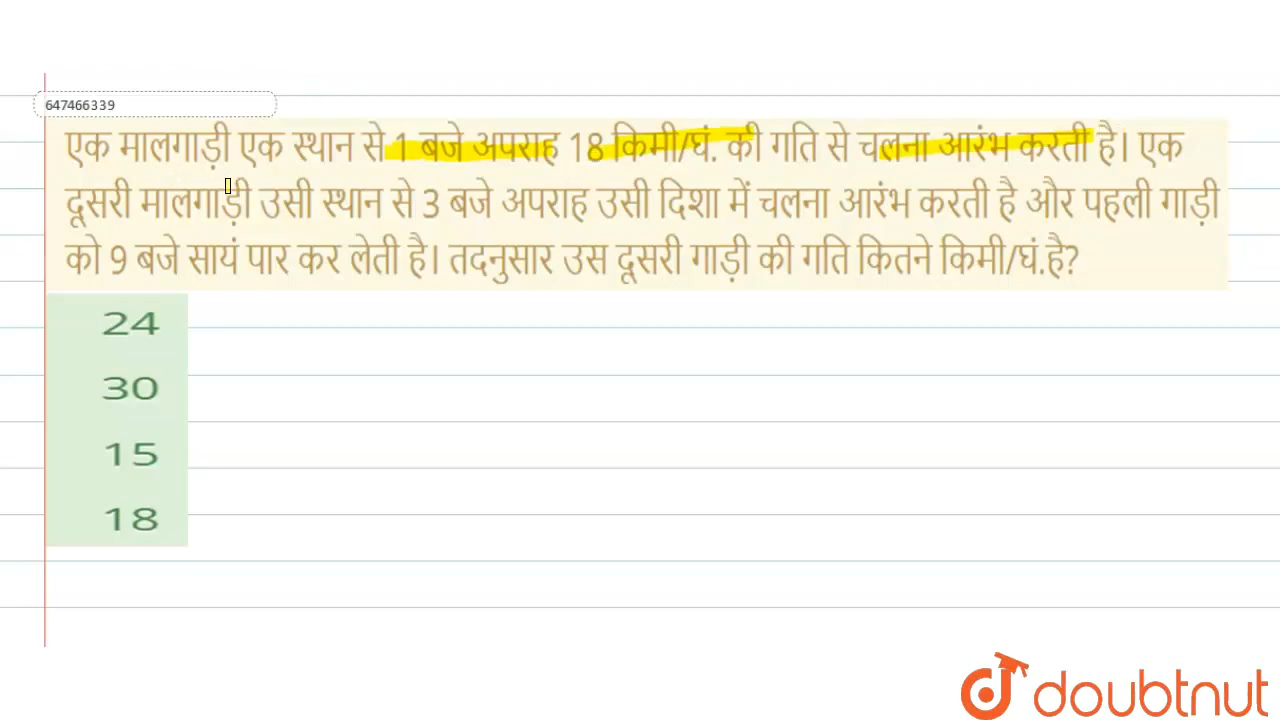 647466339
एक मालगाड़ी एक स्थान से 1 बजे अपराह 18 किमी/घं. की गति से चलना आरंभ करती है। एक
दूसरी मालगाड़ी उसी स्थान से 3 बजे अपराह उसी दिशा में चलना आरंभ करती है और पहली गाड़ी
को 9 बजे सायं पार कर लेती है। तदनुसार उस दूसरी गाड़ी की गति कितने किमी/घं.है?
24
30
15
18
doubtnut